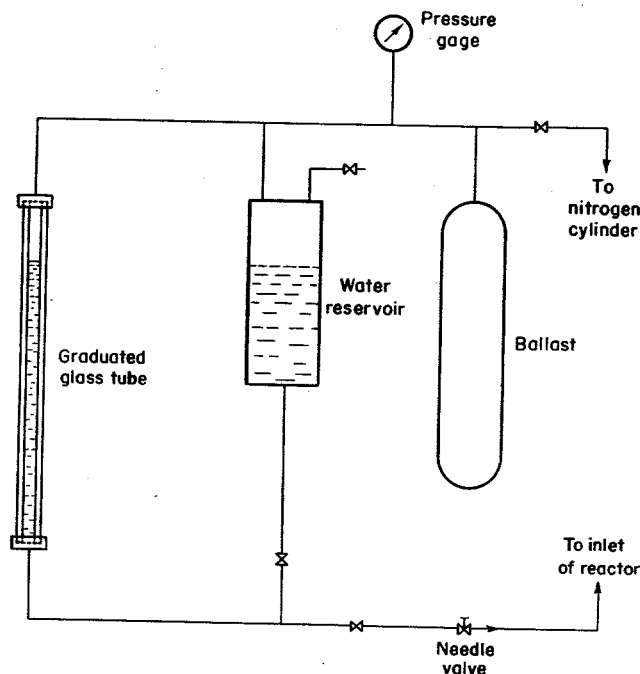 Pressure
gage
To
nitrogen
cylinder
Water
reservoir
Ballast
Graduated
glass tube
To inlet
of reactor
Needle
valve